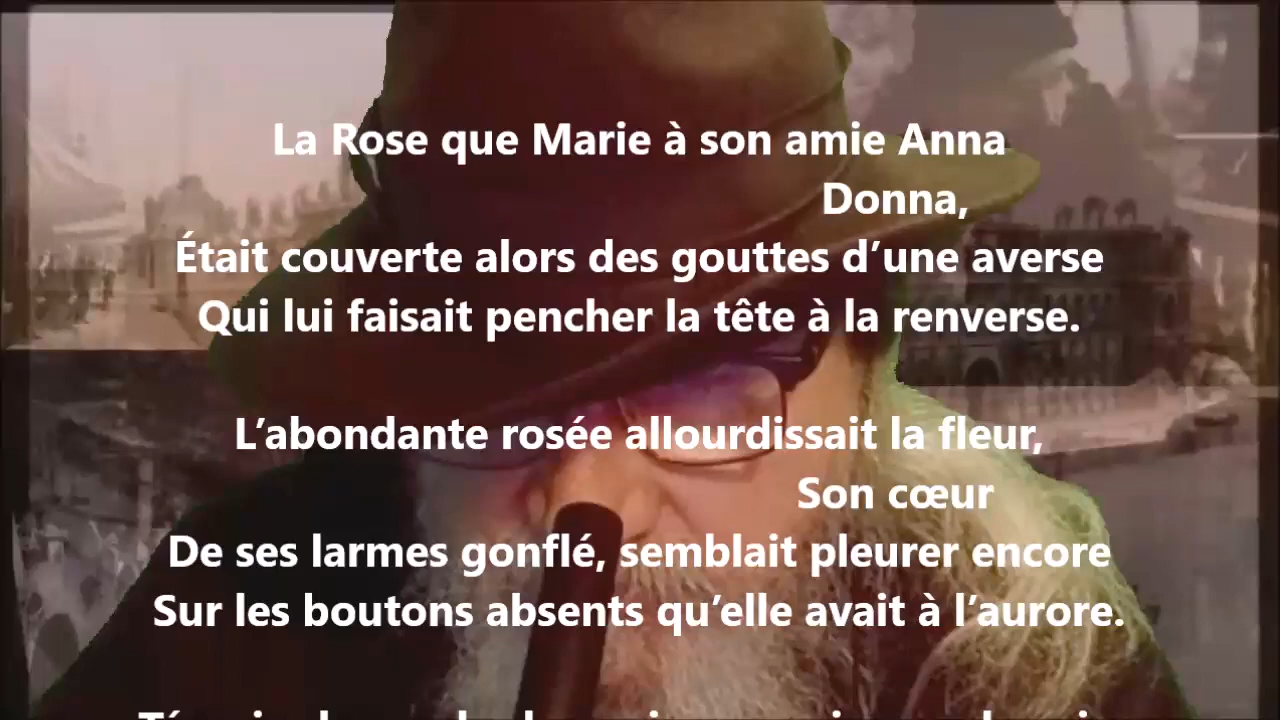 La Rose que Marie à son amie Anna
Donna,
Était couverte alors des gouttes d’une averse
Qui lui faisait pencher la tête à la renverse.
L’abondante rosée allourdissait la fleur,
Son cœur
De ses larmes gonflé, semblait pleurer encore
Sur les boutons absents qu’elle avait à l’aurore.